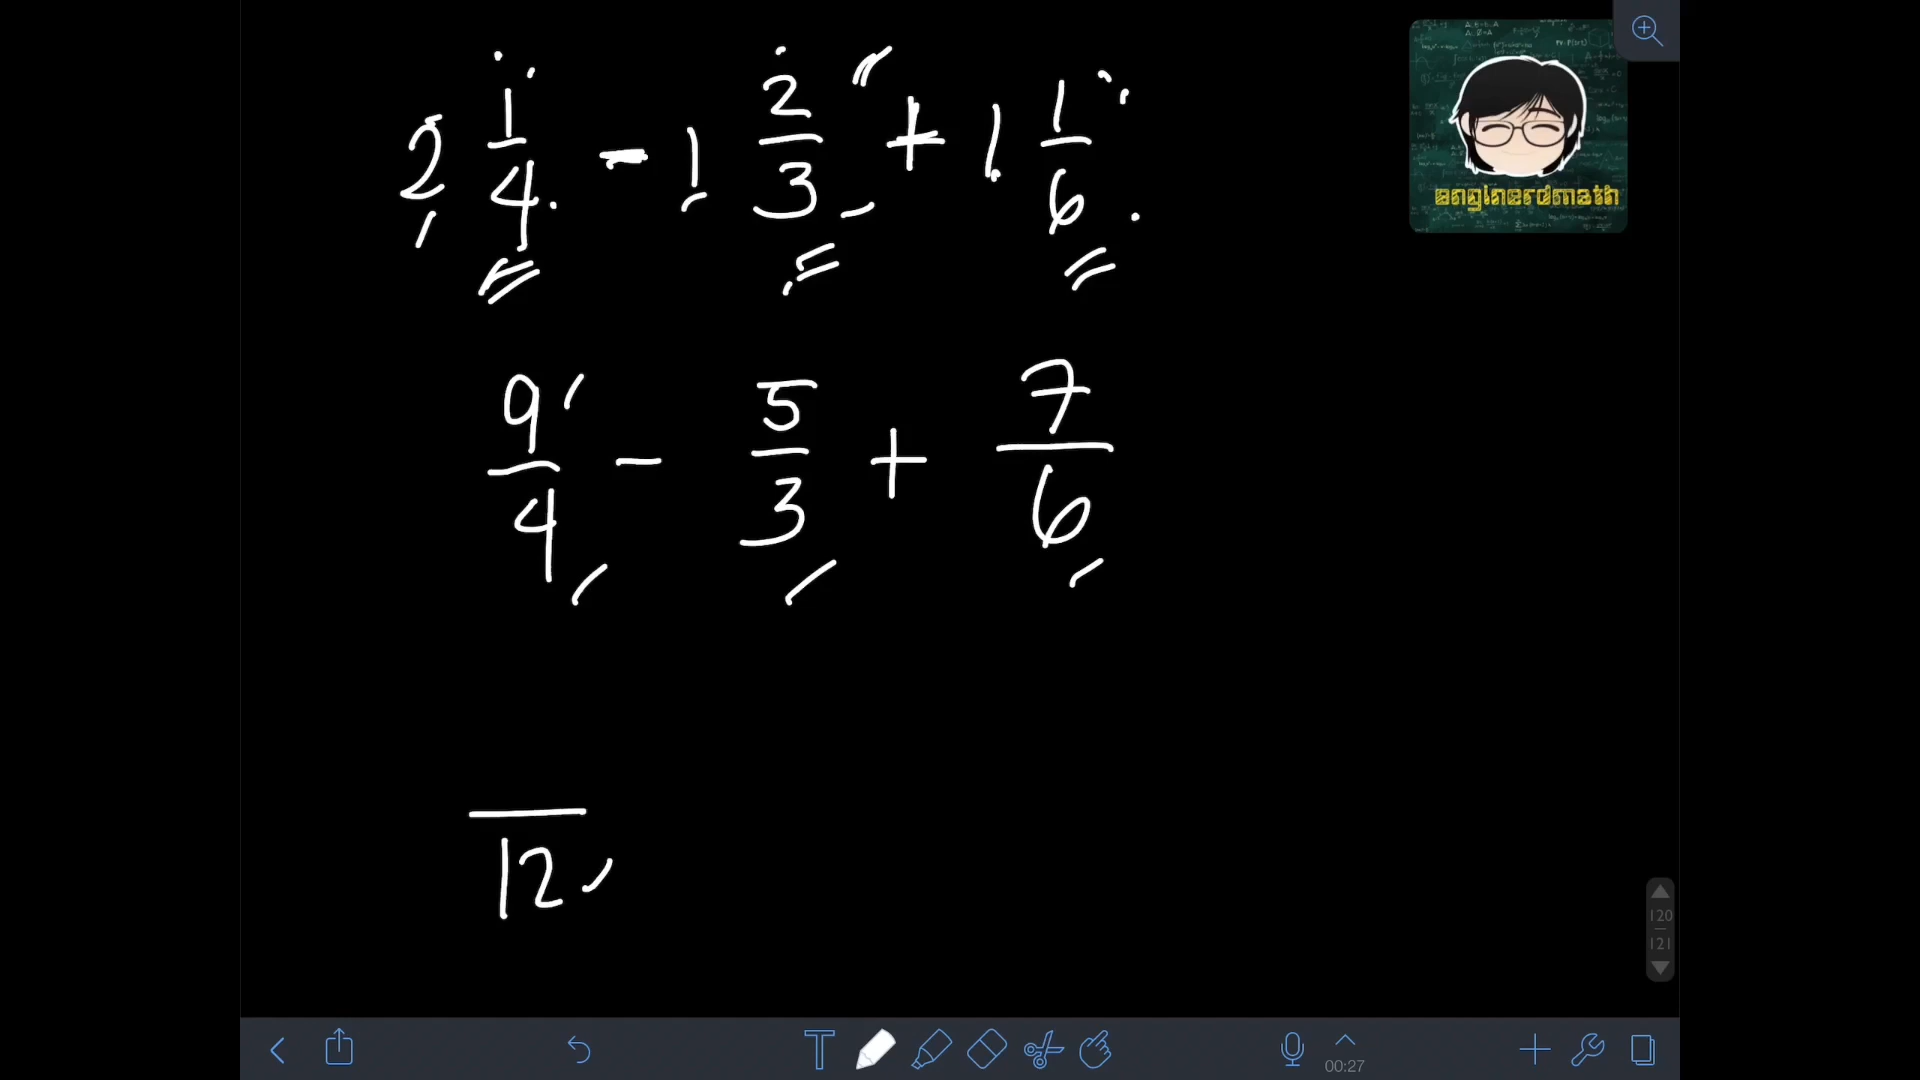 2 1/4 - 1 2/3 + 1 1/6
enginerdmath
9/4 - 5/3 + 7/6
12
120
121
T
00:27